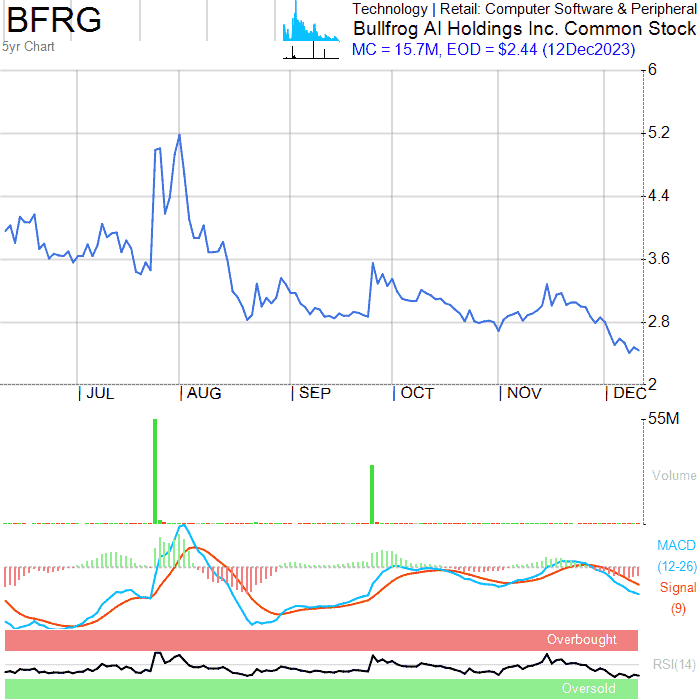 BFRG
5yr Chart
Technology | Retail: Computer Software & Peripheral
Bullfrog AI Holdings Inc. Common Stock
MC = 15.7M, EOD = $2.44 (12Dec2023)
6
5.2
4.4
3.6
2.8
2
JUL AUG SEP OCT NOV DEC
55M
Volume
MACD
(12-26)
Signal
(9)
Overbought
RSI(14)
Oversold